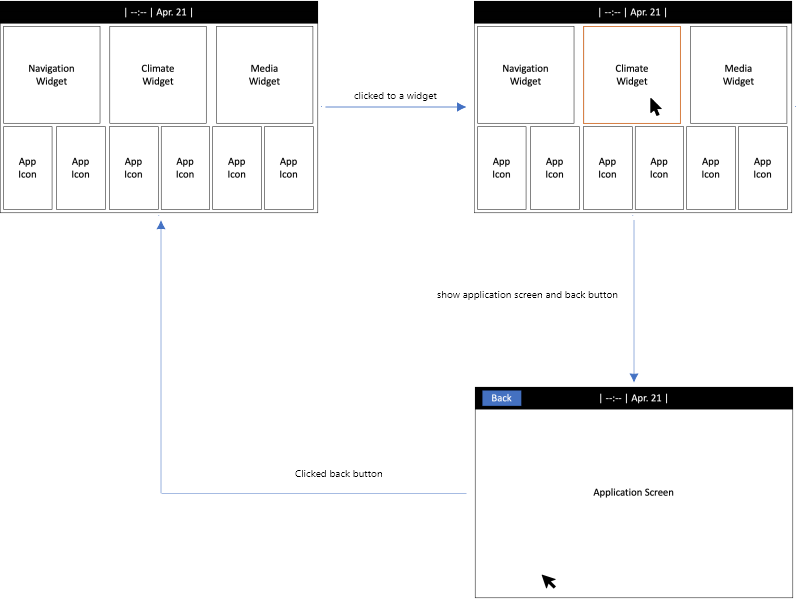 | --:-- | Apr. 21 |
Navigation
Widget
Climate
Widget
Media
Widget
App
Icon
App
Icon
App
Icon
App
Icon
App
Icon
App
Icon
clicked to a widget
| --:-- | Apr. 21 |
Navigation
Widget
Climate
Widget
Media
Widget
App
Icon
App
Icon
App
Icon
App
Icon
App
Icon
App
Icon
show application screen and back button
Back
| --:-- | Apr. 21 |
Application Screen
Clicked back button